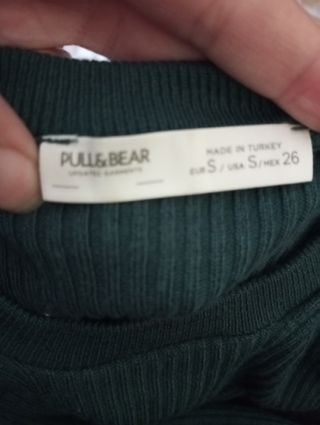 PULL&BEAR
UPDATED GARMENTS
MADE IN TURKEY
EUR S / USA S / MEX 26